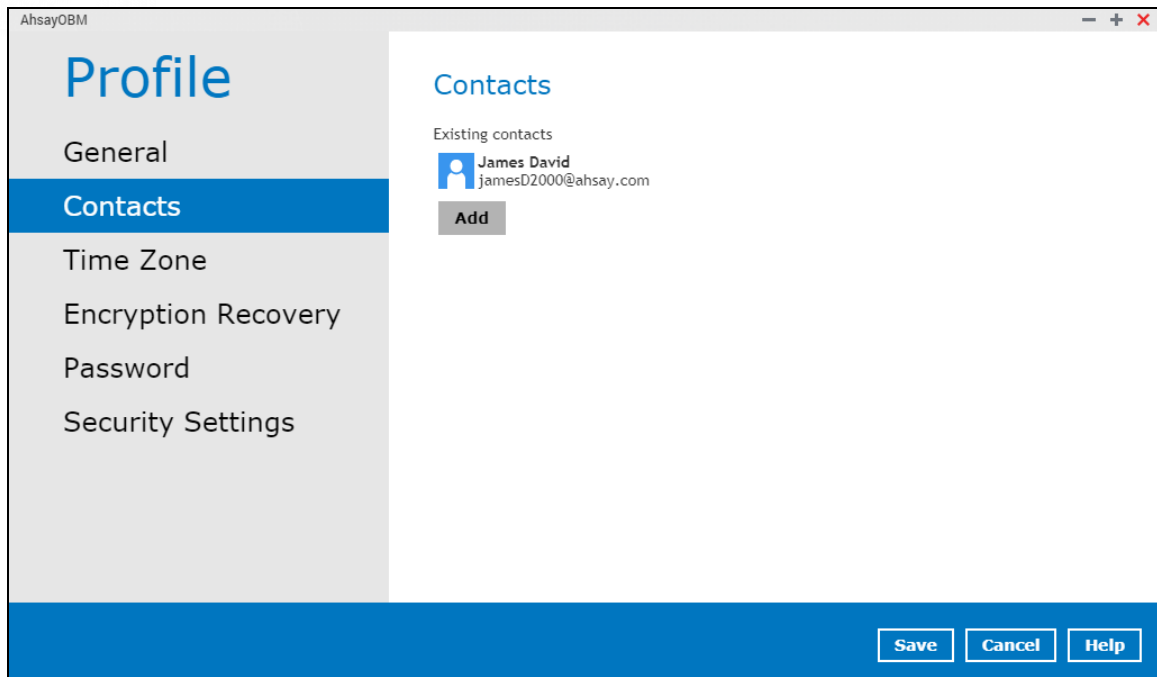 AhsayOBM
Profile
General
Contacts
Time Zone
Encryption Recovery
Password
Security Settings
Contacts
Existing contacts
James David
jamesD2000@ahsay.com
Add
Save
Cancel
Help